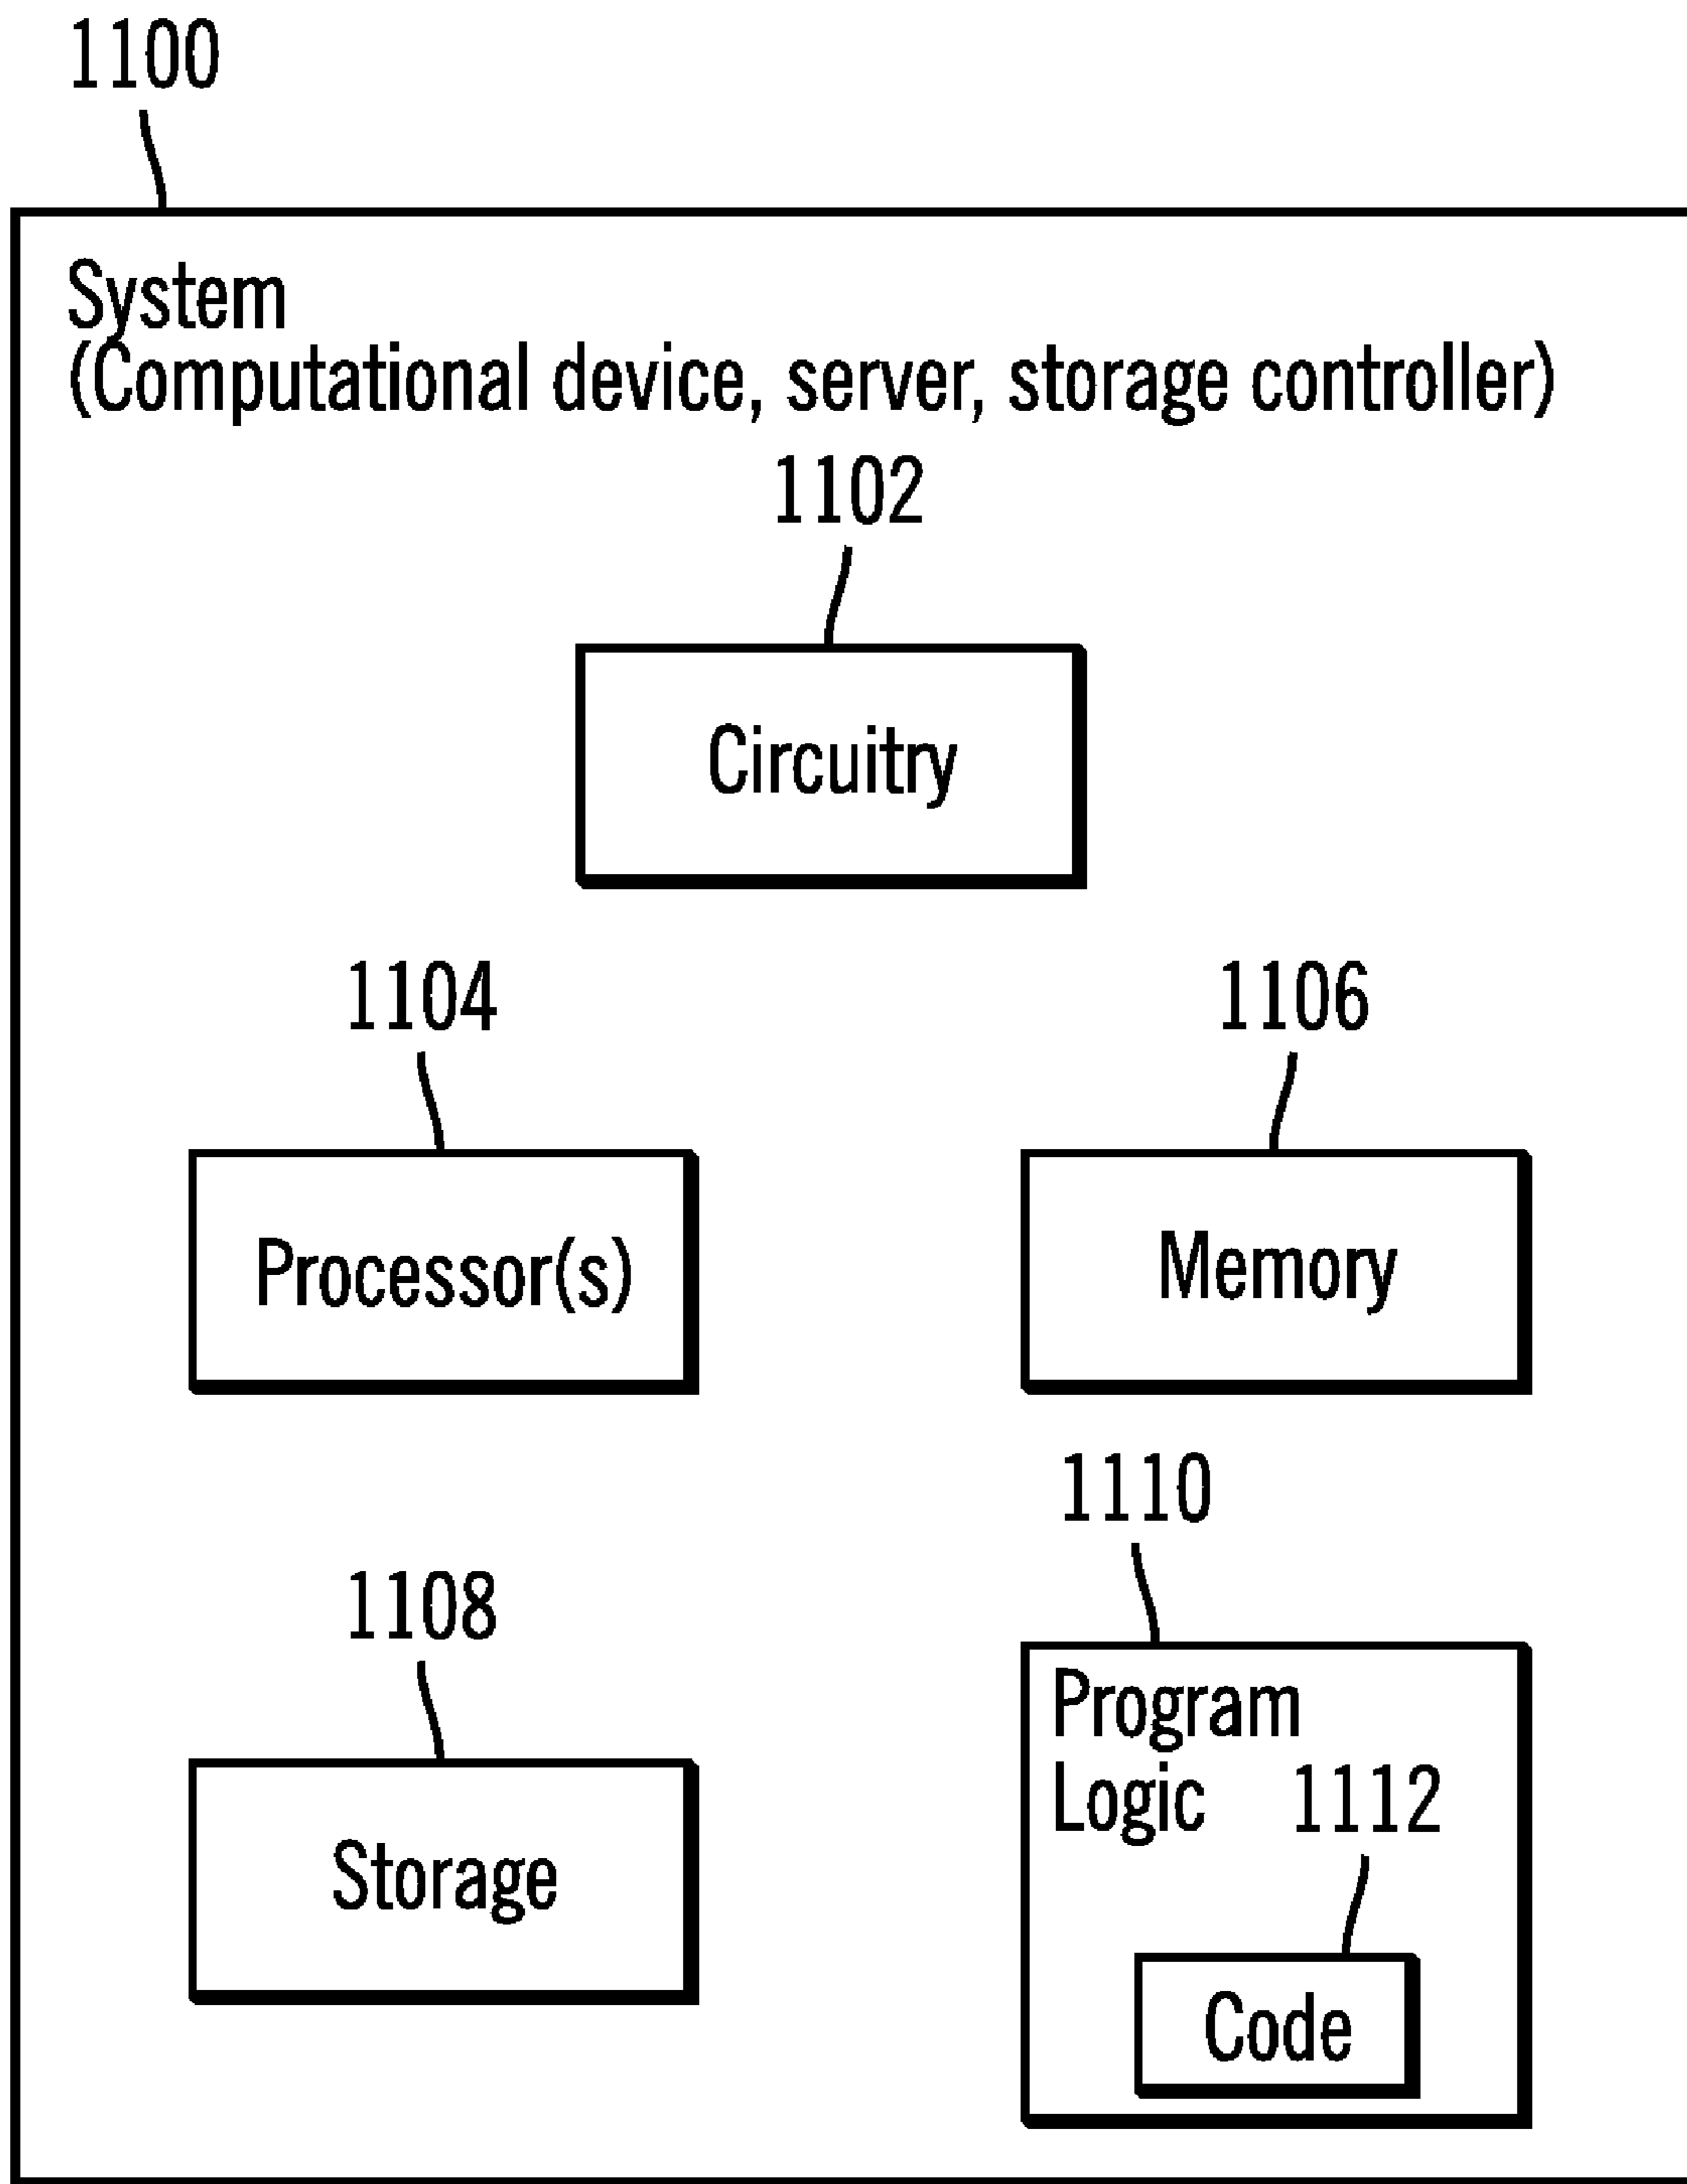 1100
System
(Computational device, server, storage controller)
1102
Circuitry
1104
1106
Processor(s)
Memory
1110
1108
Program
Logic 1112
Storage
Code